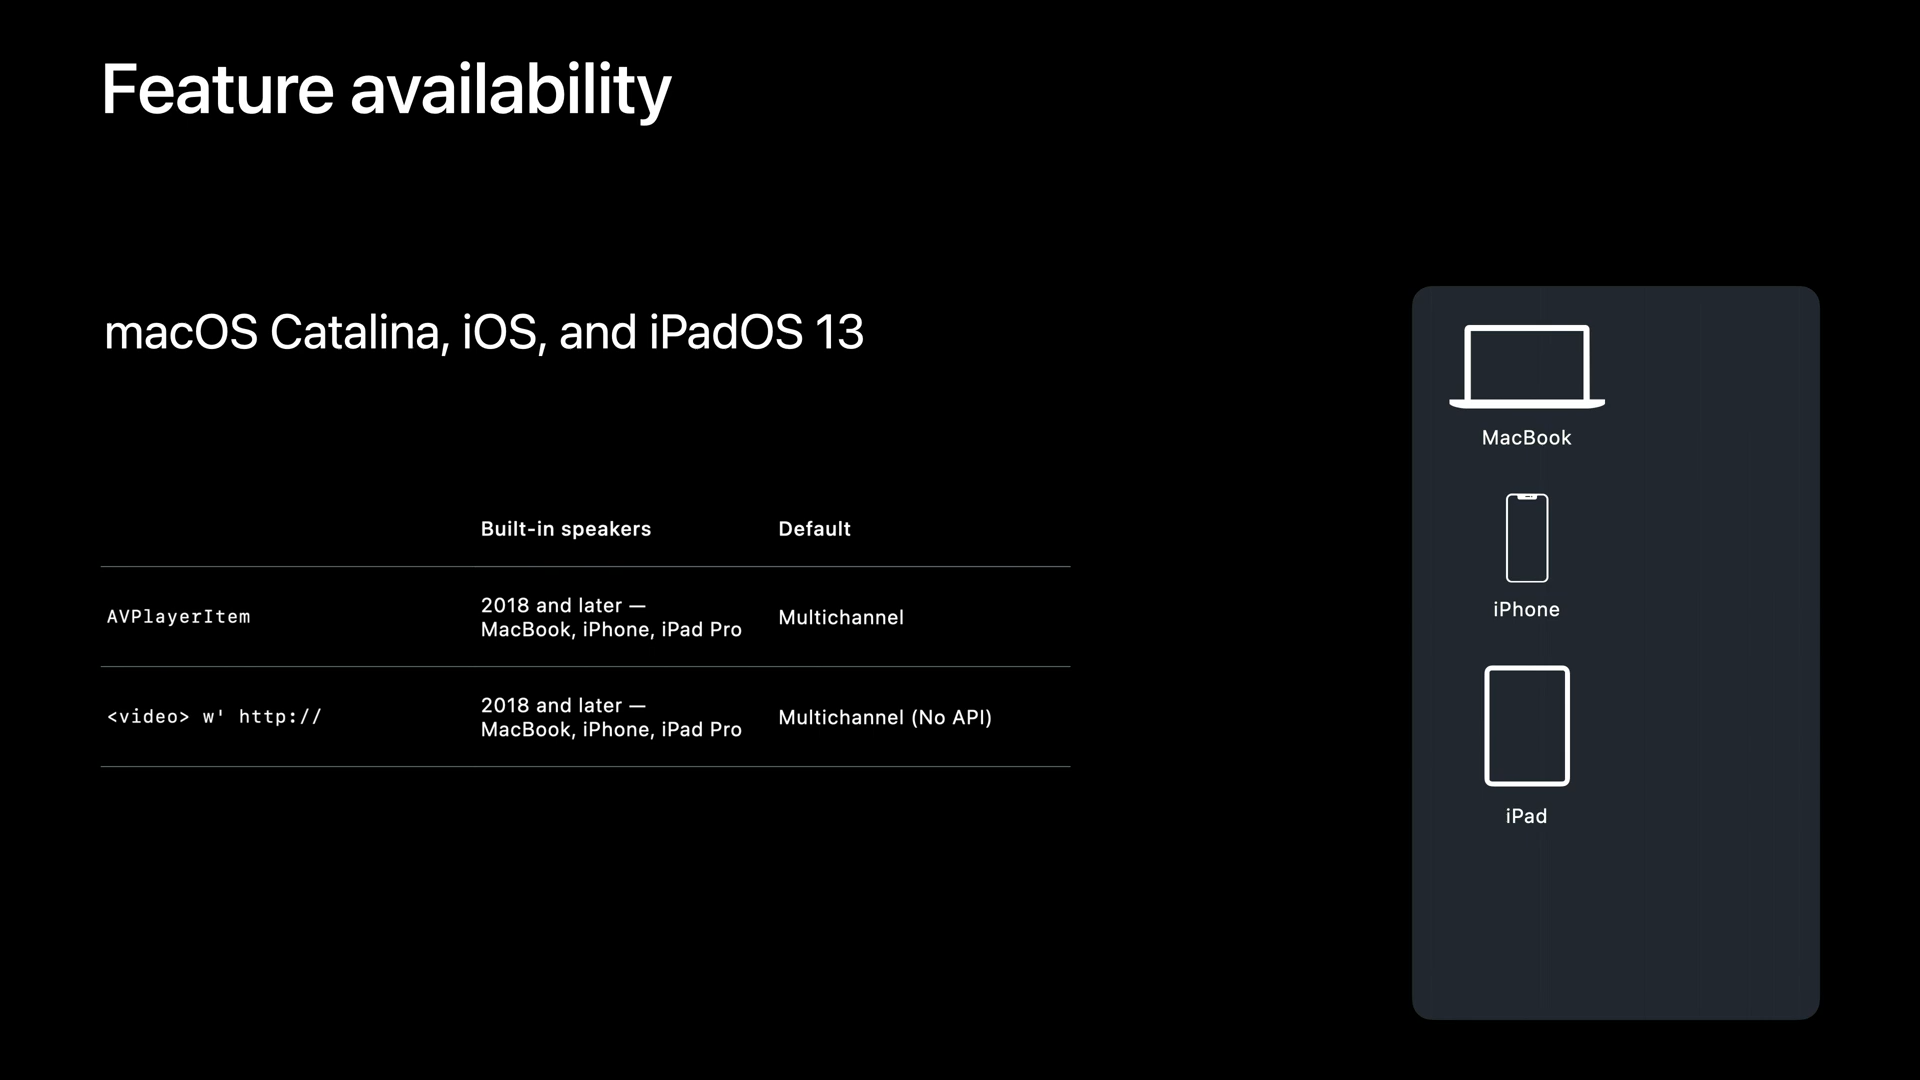 Feature availability
macOS Catalina, iOS, and iPadOS 13
Built-in speakers
Default
AVPlayerItem
2018 and later —
MacBook, iPhone, iPad Pro
Multichannel
<video> w' http://
2018 and later —
MacBook, iPhone, iPad Pro
Multichannel (No API)
MacBook
iPhone
iPad